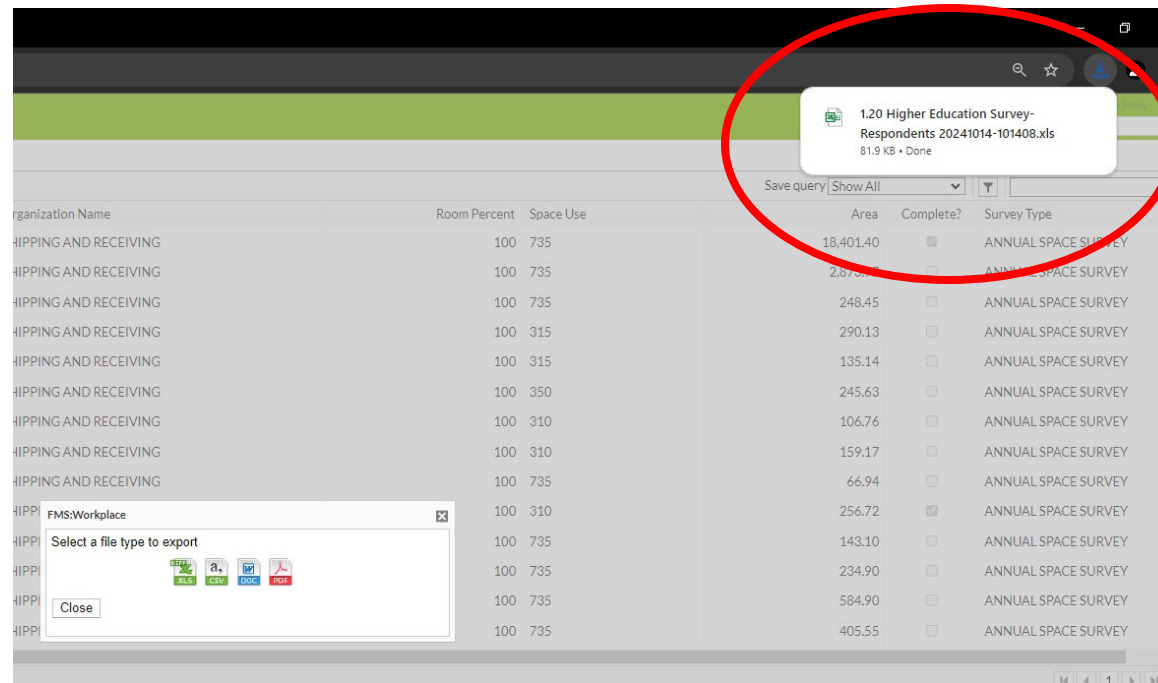 1.20 Higher Education Survey-
Respondents 20241014-101408.xls
81.9 KB • Done
Save query Show All
rganization Name Room Percent Space Use Area Complete? Survey Type
HIPPING AND RECEIVING 100 735 18,401.40 ANNUAL SPACE SURVEY
HIPPING AND RECEIVING 100 735 ANNUAL SPACE SURVEY
HIPPING AND RECEIVING 100 735 248.45 ANNUAL SPACE SURVEY
HIPPING AND RECEIVING 100 315 290.13 ANNUAL SPACE SURVEY
HIPPING AND RECEIVING 100 315 135.14 ANNUAL SPACE SURVEY
HIPPING AND RECEIVING 100 350 245.63 ANNUAL SPACE SURVEY
HIPPING AND RECEIVING 100 310 106.76 ANNUAL SPACE SURVEY
HIPPING AND RECEIVING 100 310 159.17 ANNUAL SPACE SURVEY
HIPPING AND RECEIVING 100 735 66.94 ANNUAL SPACE SURVEY
HIPPI 100 310 256.72 ANNUAL SPACE SURVEY
HIPPI 100 735 143.10 ANNUAL SPACE SURVEY
HIPPI 100 735 234.90 ANNUAL SPACE SURVEY
HIPPI 100 735 584.90 ANNUAL SPACE SURVEY
HIPPI 100 735 405.55 ANNUAL SPACE SURVEY
FMS:Workplace
Select a file type to export
XLS CSV DOC PDF
Close
1